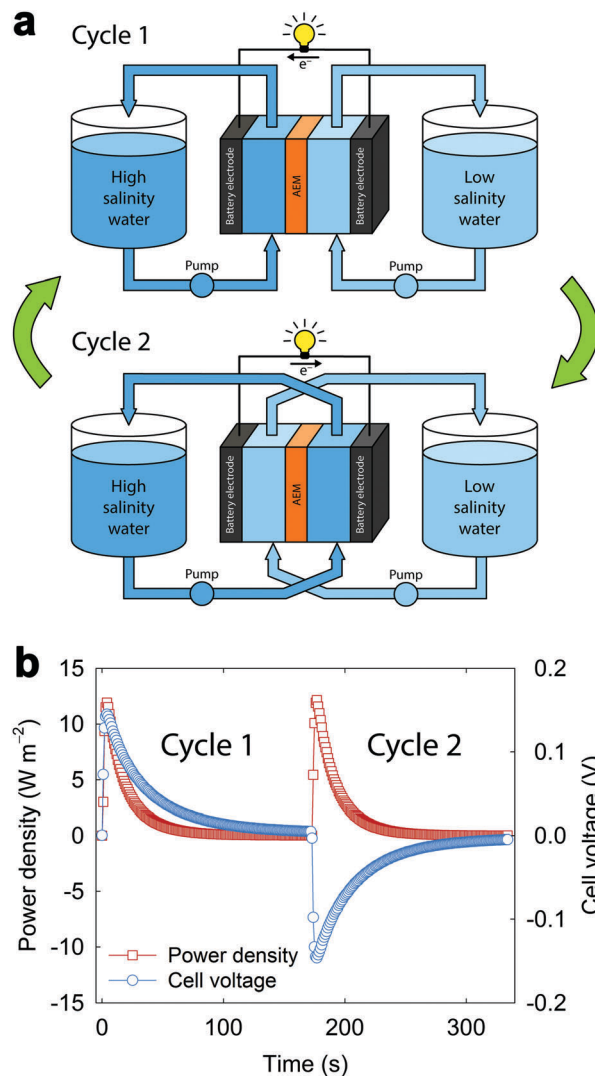 a
Cycle 1
e⁻
High
salinity
water
Battery electrode
AEM
Battery electrode
Low
salinity
water
Pump
Pump
Cycle 2
e⁻
High
salinity
water
Battery electrode
AEM
Battery electrode
Low
salinity
water
Pump
Pump
b
Power density (W m⁻²)
15
10
5
0
-5
-10
-15
Cycle 1
Cycle 2
Power density
Cell voltage
0.2
0.1
0.0
-0.1
-0.2
Cell voltage (V)
0
100
200
300
Time (s)